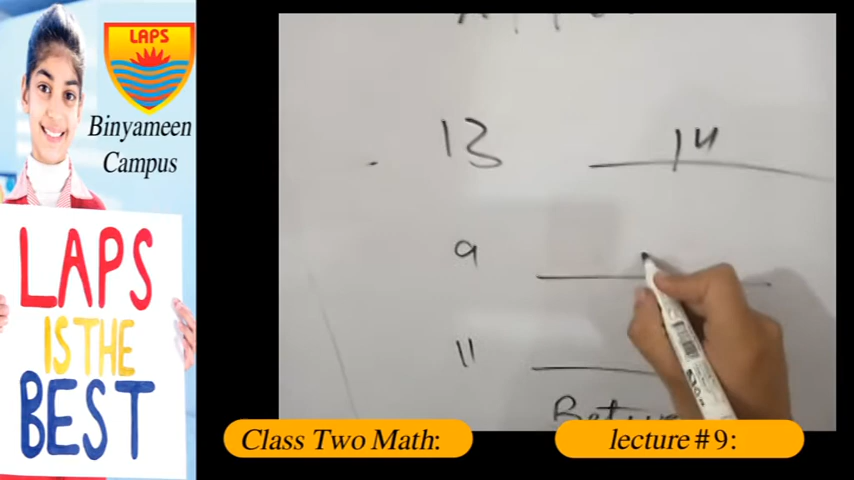 LAPS
Binyameen
Campus
LAPS
IS THE
BEST
13 14
9
11
Class Two Math:
lecture # 9: